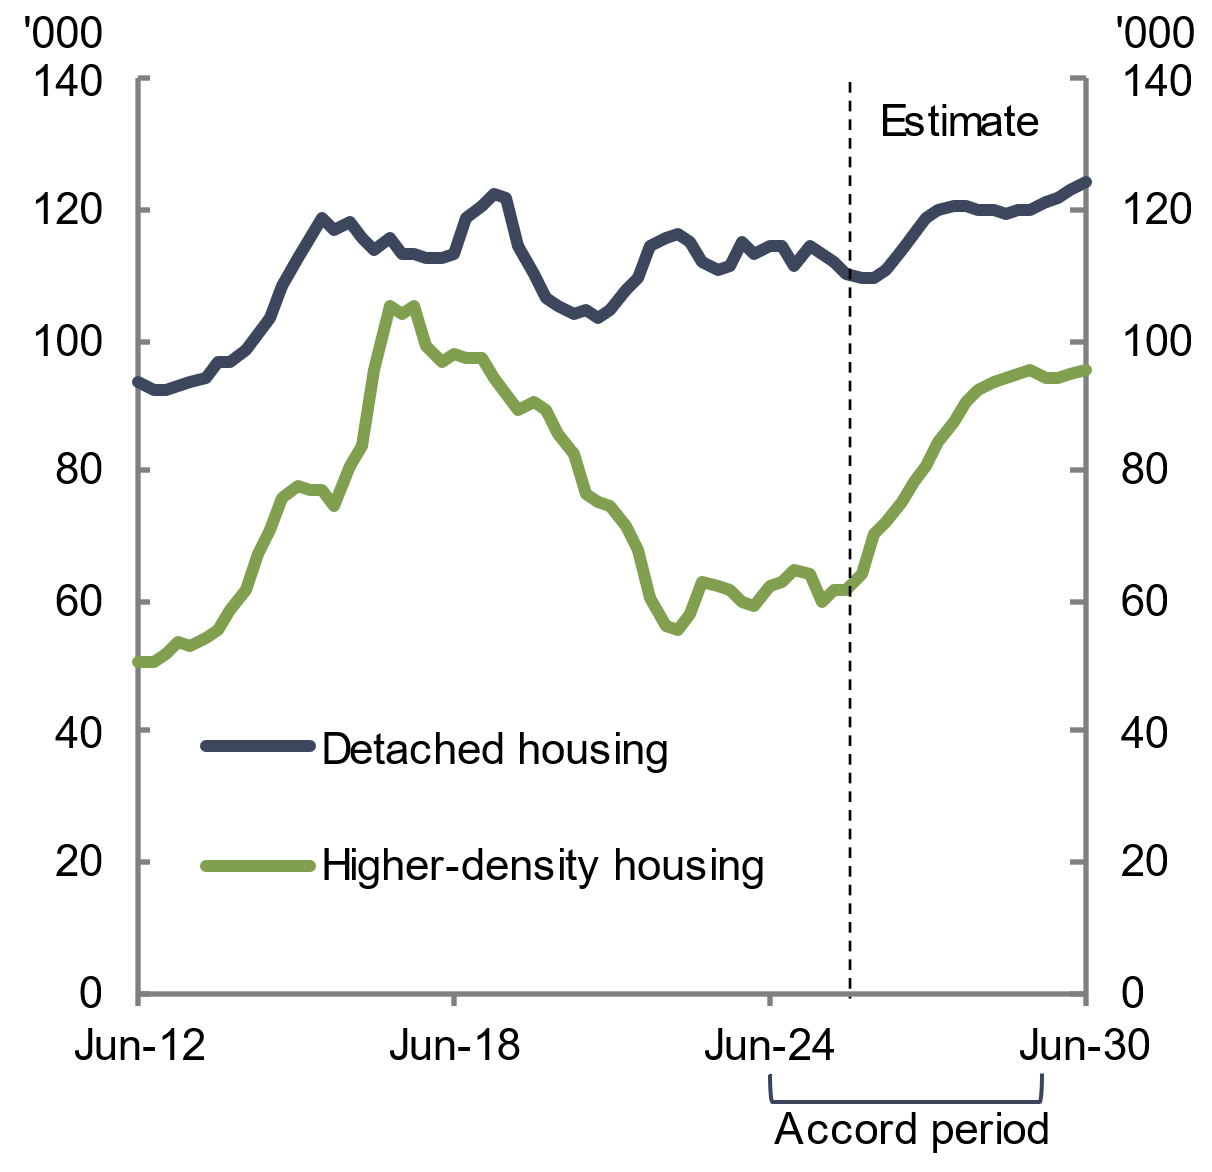 '000 '000
140 140
Estimate
120 120
100 100
80 80
60 60
40 40
Detached housing
20 20
Higher-density housing
0 0
Jun-12 Jun-18 Jun-24 Jun-30
Accord period